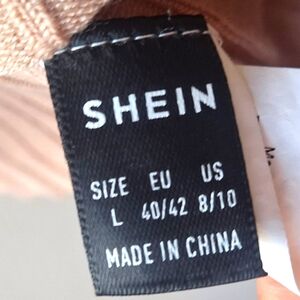 SHEIN
SIZE EU US
L 40/42 8/10
MADE IN CHINA